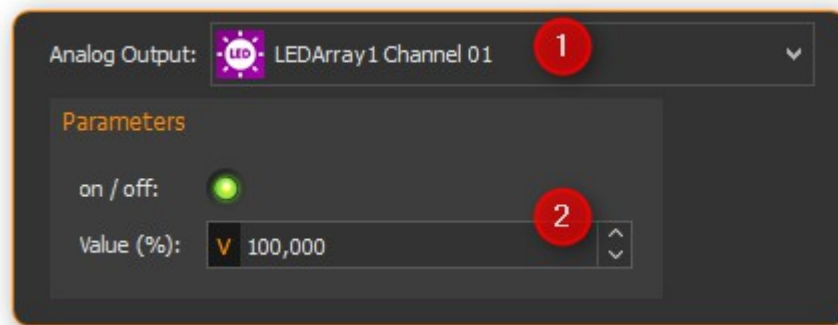 Analog Output: LED LEDArray1 Channel 01 1
Parameters
on / off:
Value (%): V 100,000 2